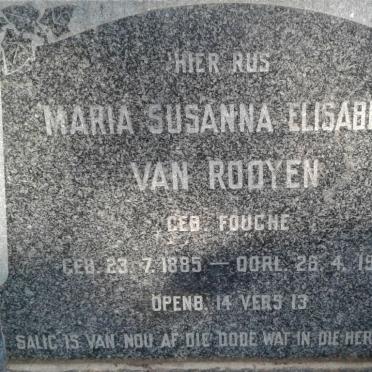 HIER RUS
MARIA SUSANNA ELISAB
VAN ROOYEN
GEB. FOUCHE
GEB. 23. 7. 1885 — OORL. 26. 4. 19
OPENB. 14 VERS 13
SALIG IS VAN NOU AF DIE DODE WAT IN DIE HER